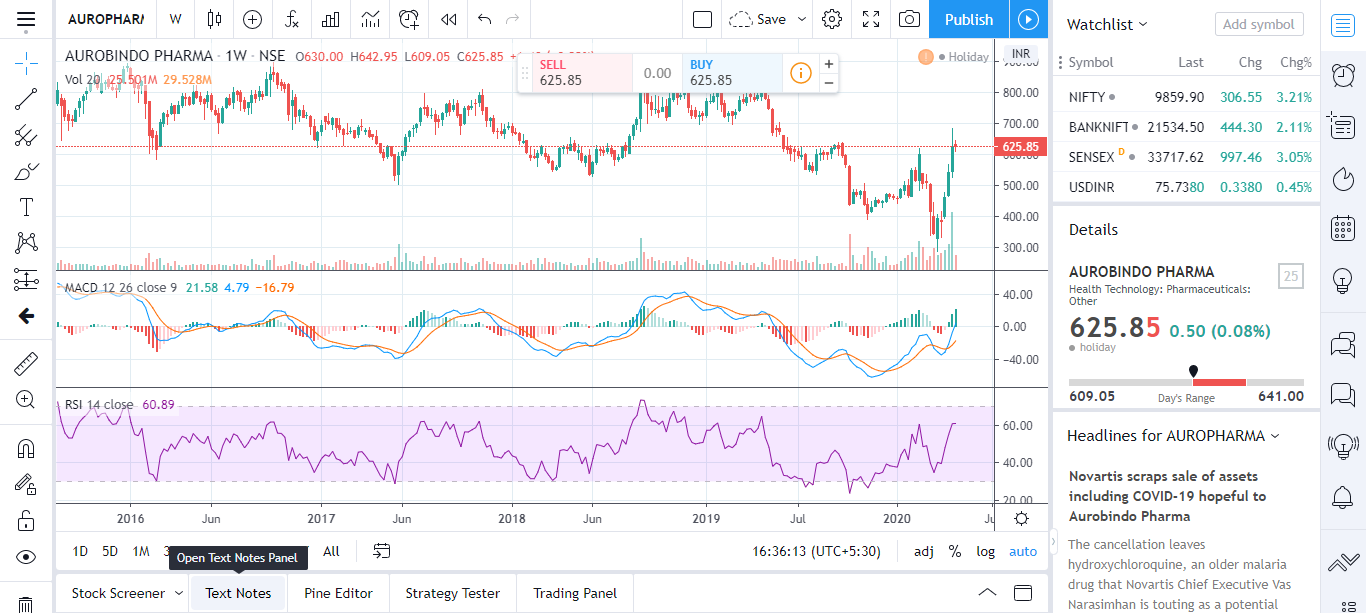 AUROPHARM
W
Save
Publish
AUROBINDO PHARMA · 1W · NSE O630.00 H642.95 L609.05 C625.85
Vol 20 25.501M 29.528M
SELL
625.85
0.00
BUY
625.85
Holiday
INR
900.00
800.00
700.00
625.85
600.00
500.00
400.00
300.00
MACD 12 26 close 9 21.58 4.79 −16.79
40.00
0.00
−40.00
RSI 14 close 60.89
60.00
40.00
20.00
2016 Jun 2017 Jun 2018 Jun 2019 Jul 2020
1D 5D 1M 3 All
16:36:13 (UTC+5:30) adj % log auto
Open Text Notes Panel
Stock Screener Text Notes Pine Editor Strategy Tester Trading Panel
Watchlist Add symbol
Symbol Last Chg Chg%
NIFTY 9859.90 306.55 3.21%
BANKNIFT 21534.50 444.30 2.11%
SENSEX D 33717.62 997.46 3.05%
USDINR 75.7380 0.3380 0.45%
Details
AUROBINDO PHARMA 25
Health Technology: Pharmaceuticals:
Other
625.85 0.50 (0.08%)
holiday
609.05 Day's Range 641.00
Headlines for AUROPHARMA
Novartis scraps sale of assets
including COVID-19 hopeful to
Aurobindo Pharma
The cancellation leaves
hydroxychloroquine, an older malaria
drug that Novartis Chief Executive Vas
Narasimhan is touting as a potential